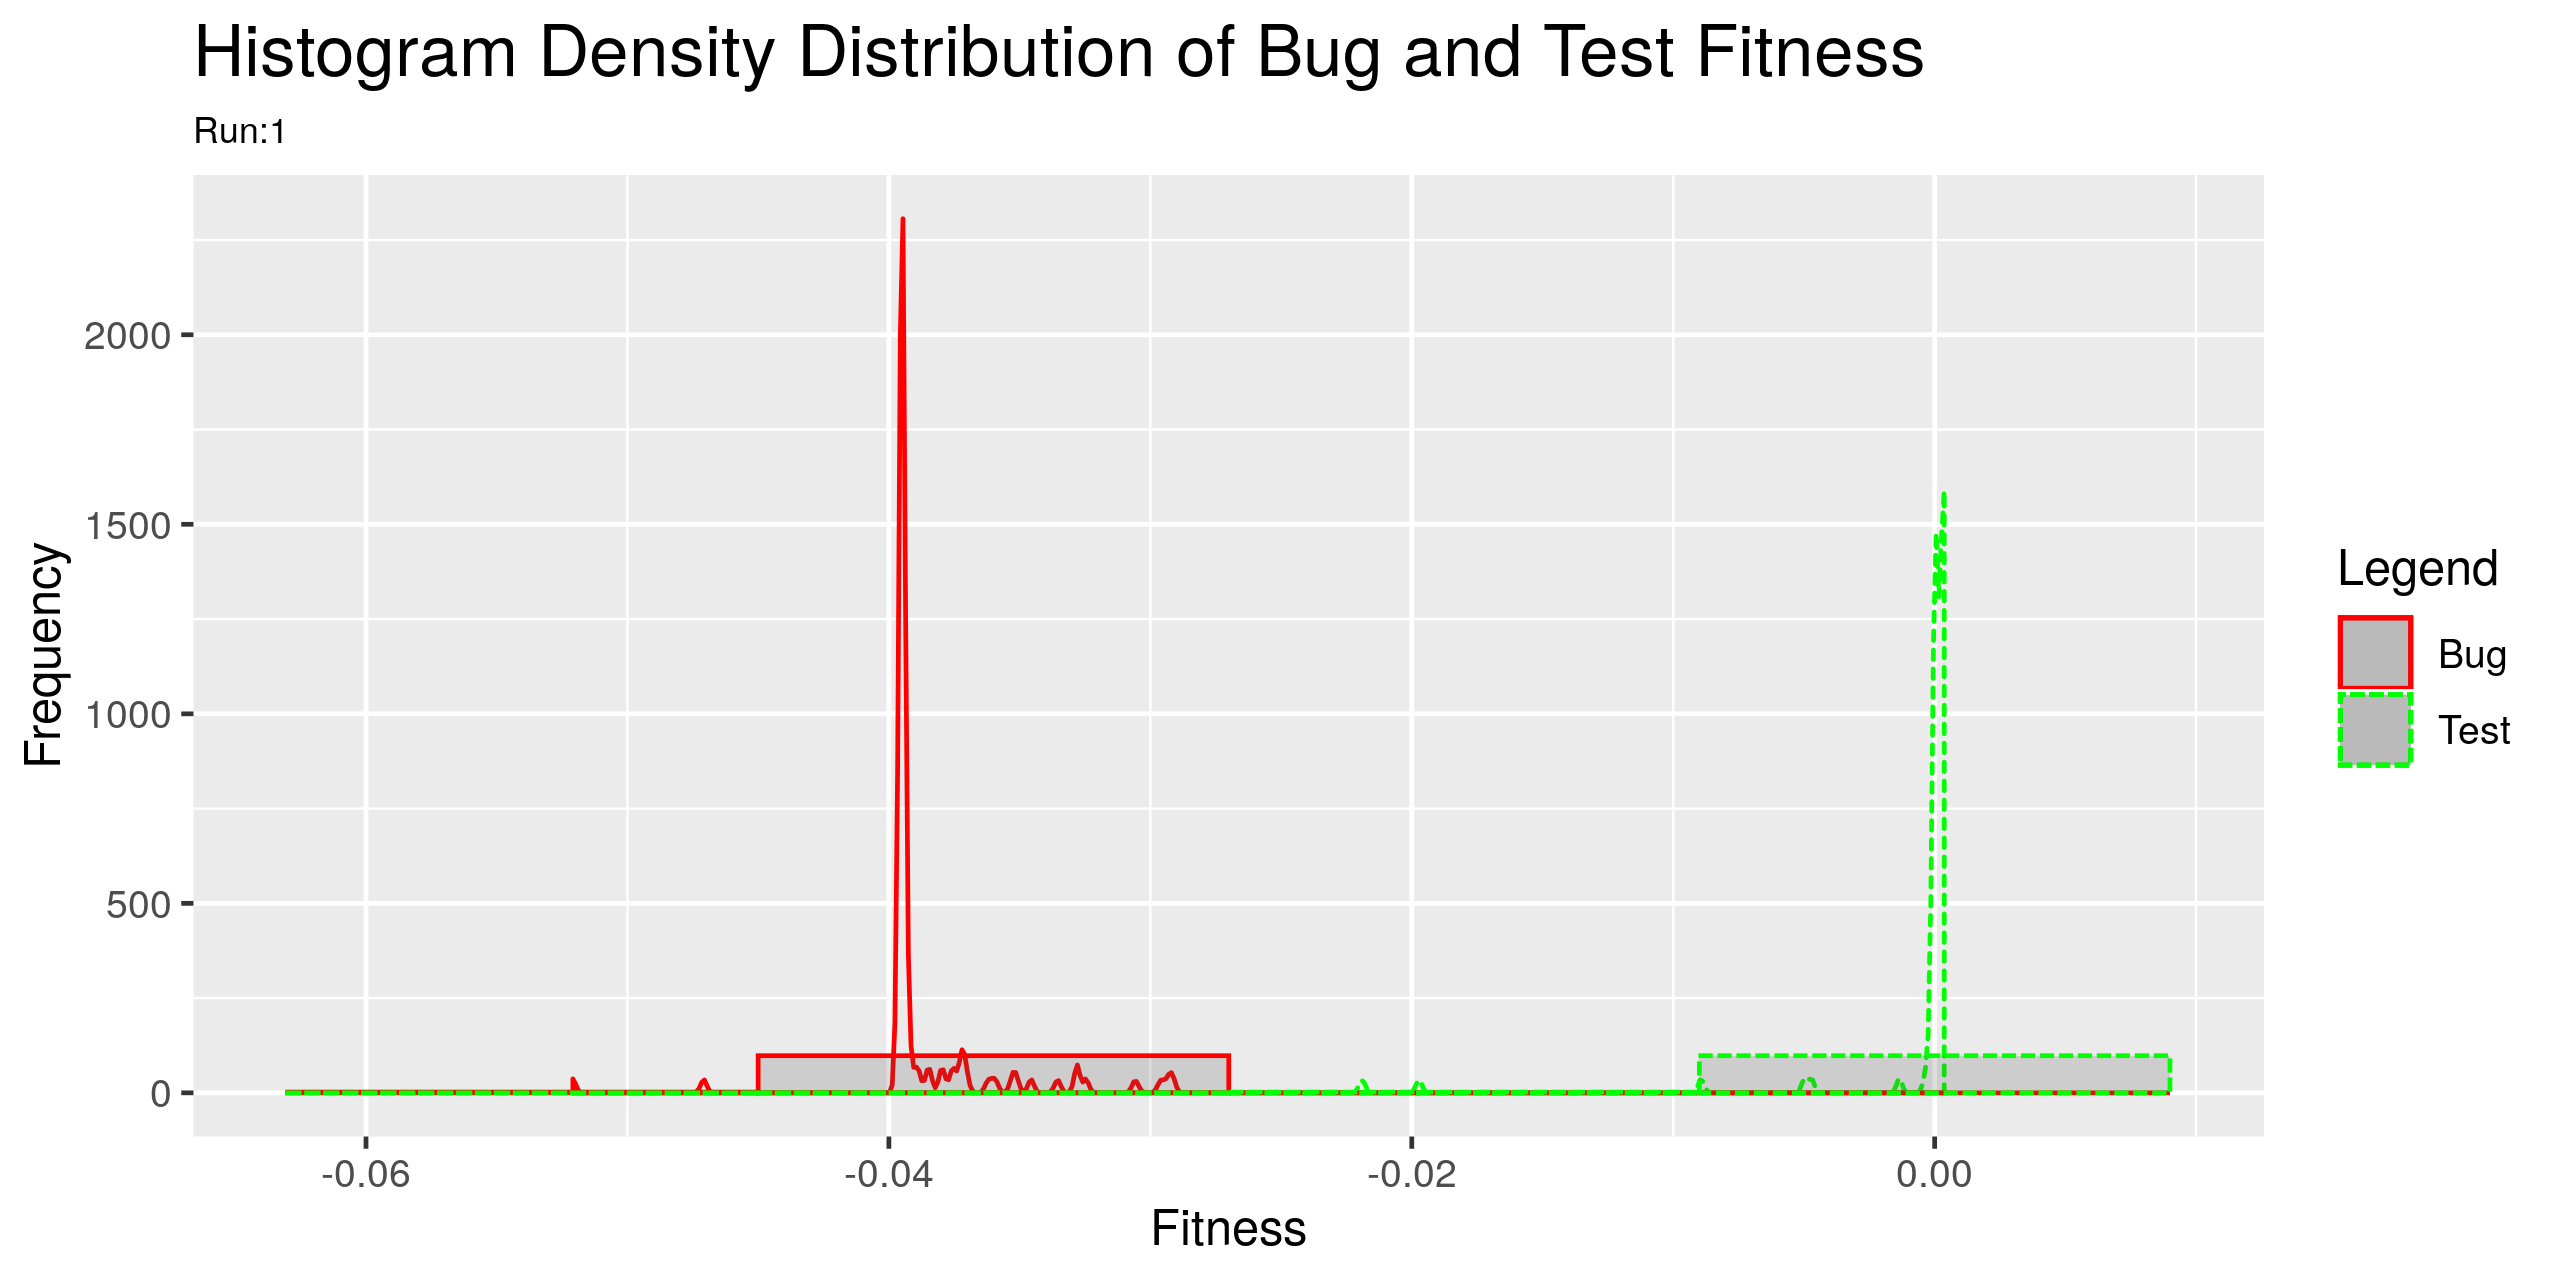 Histogram Density Distribution of Bug and Test Fitness
Run:1
Frequency
2000
1500
1000
500
0
-0.06
-0.04
-0.02
0.00
Fitness
Legend
Bug
Test